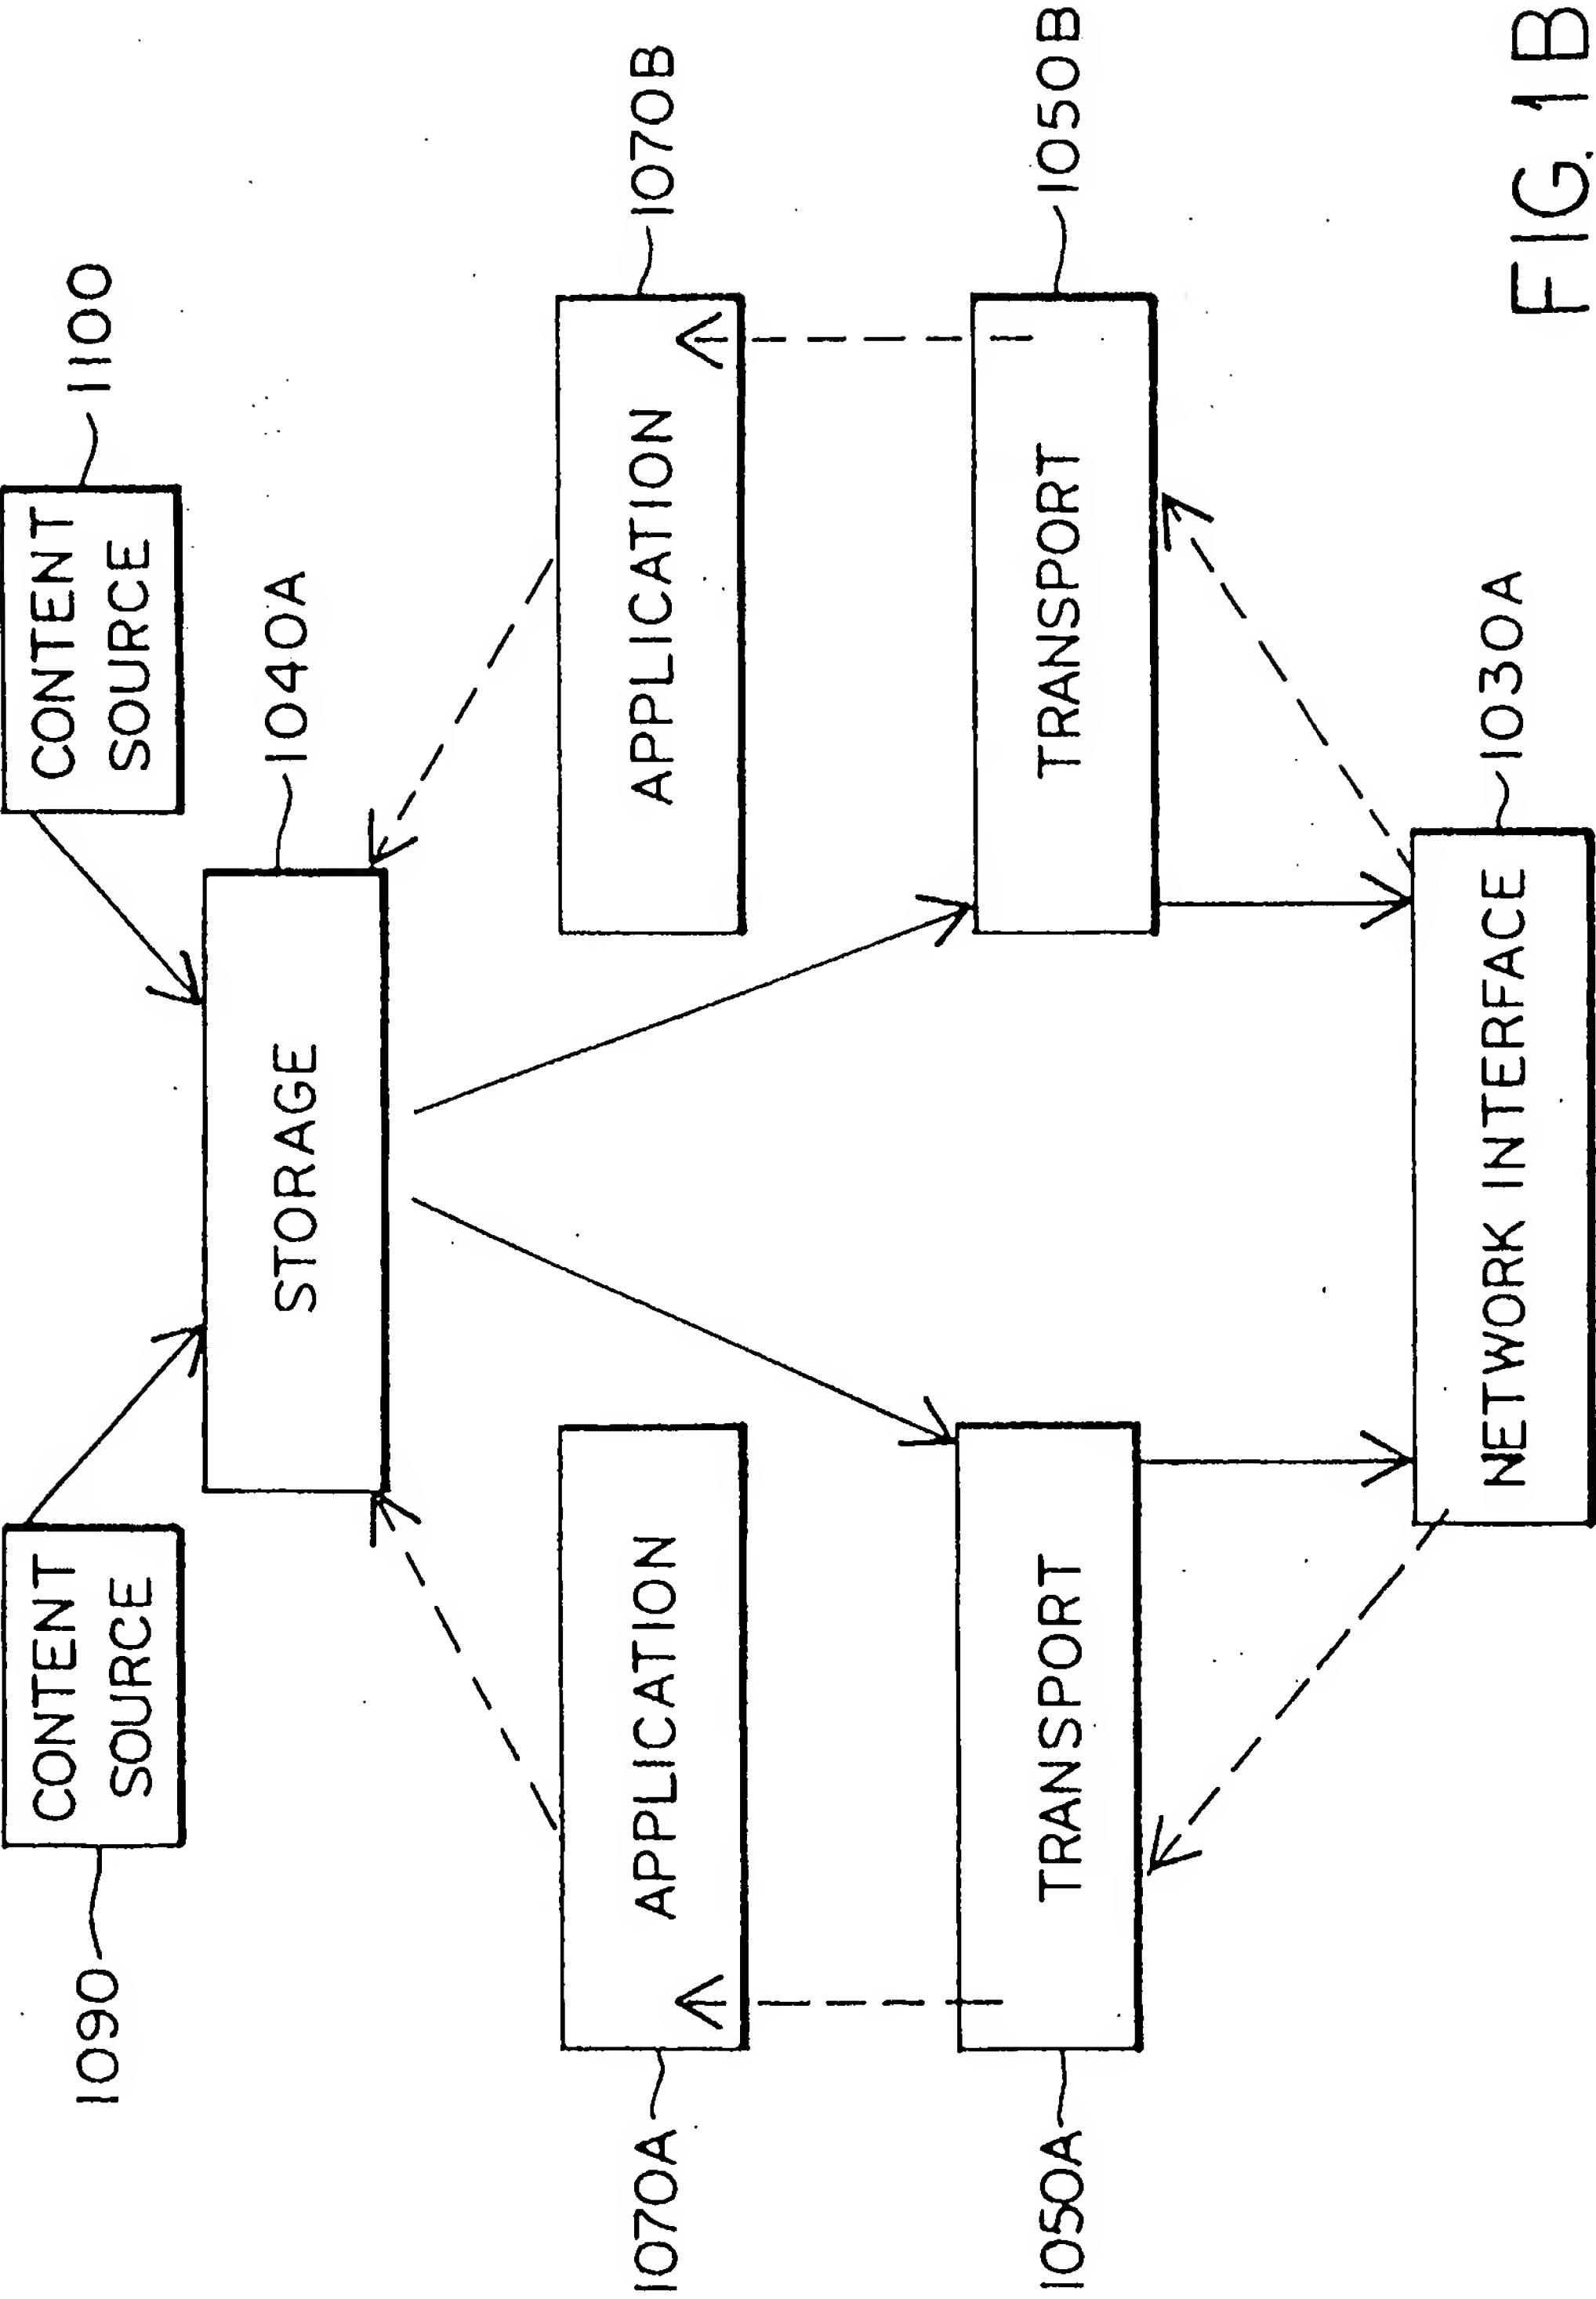 1090
CONTENT
SOURCE
CONTENT
SOURCE
1100
STORAGE
1040A
1070A
APPLICATION
APPLICATION
1070B
1050A
TRANSPORT
TRANSPORT
1050B
NETWORK INTERFACE
1030A
FIG. 1B